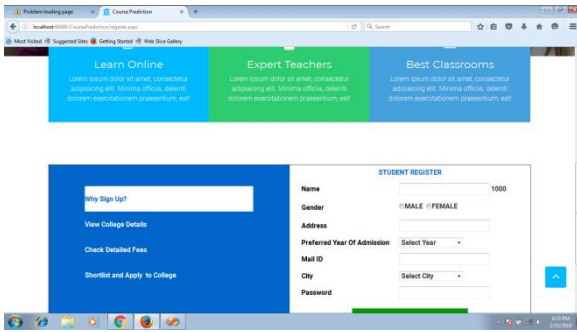 Problem loading page
Course Prediction
localhost:49590/CoursePrediction/register.aspx
Search
Most Visited Suggested Sites Getting Started Web Slice Gallery
Learn Online
Lorem ipsum dolor sit amet, consectetur
adipisicing elit. Minima officiis, deleniti
dolorem exercitationem praesentium, est!
Expert Teachers
Lorem ipsum dolor sit amet, consectetur
adipisicing elit. Minima officiis, deleniti
dolorem exercitationem praesentium, est!
Best Classrooms
Lorem ipsum dolor sit amet, consectetur
adipisicing elit. Minima officiis, deleniti
dolorem exercitationem praesentium, est!
Why Sign Up?
View College Details
Check Detailed Fees
Shortlist and Apply to College
STUDENT REGISTER
Name 1000
Gender MALE FEMALE
Address
Preferred Year Of Admission Select Year
Mail ID
City Select City
Password